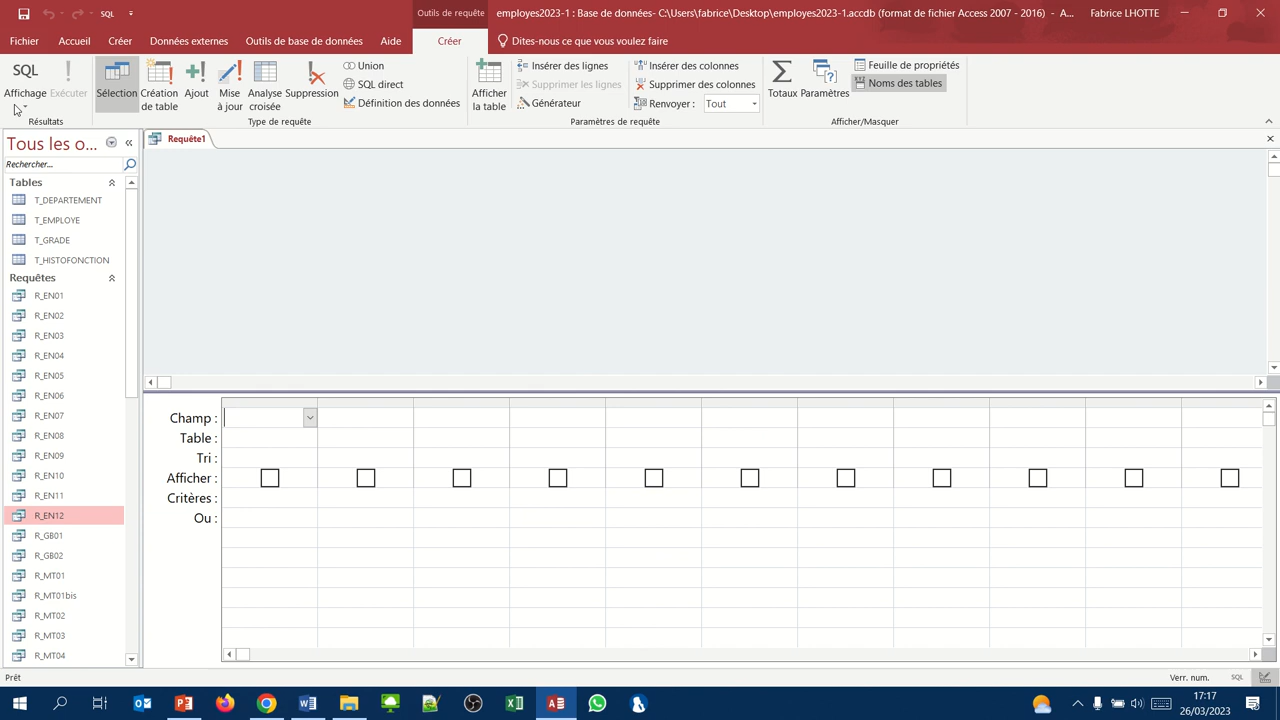 SQL
Outils de requête
employes2023-1 : Base de données- C:\Users\fabrice\Desktop\employes2023-1.accdb (format de fichier Access 2007 - 2016) - A...
Fabrice LHOTTE
Fichier
Accueil
Créer
Données externes
Outils de base de données
Aide
Créer
Dites-nous ce que vous voulez faire
SQL
Affichage
Exécuter
Résultats
Sélection
Création de table
Ajout
Mise à jour
Analyse croisée
Suppression
Union
SQL direct
Définition des données
Type de requête
Afficher la table
Insérer des lignes
Supprimer les lignes
Générateur
Insérer des colonnes
Supprimer des colonnes
Renvoyer : Tout
Paramètres de requête
Totaux
Paramètres
Feuille de propriétés
Noms des tables
Afficher/Masquer
Tous les o...
Rechercher...
Tables
T_DEPARTEMENT
T_EMPLOYE
T_GRADE
T_HISTOFONCTION
Requêtes
R_EN01
R_EN02
R_EN03
R_EN04
R_EN05
R_EN06
R_EN07
R_EN08
R_EN09
R_EN10
R_EN11
R_EN12
R_GB01
R_GB02
R_MT01
R_MT01bis
R_MT02
R_MT03
R_MT04
Requête1
Champ :
Table :
Tri :
Afficher :
Critères :
Ou :
Prêt
Verr. num.
SQL
17:17
26/03/2023